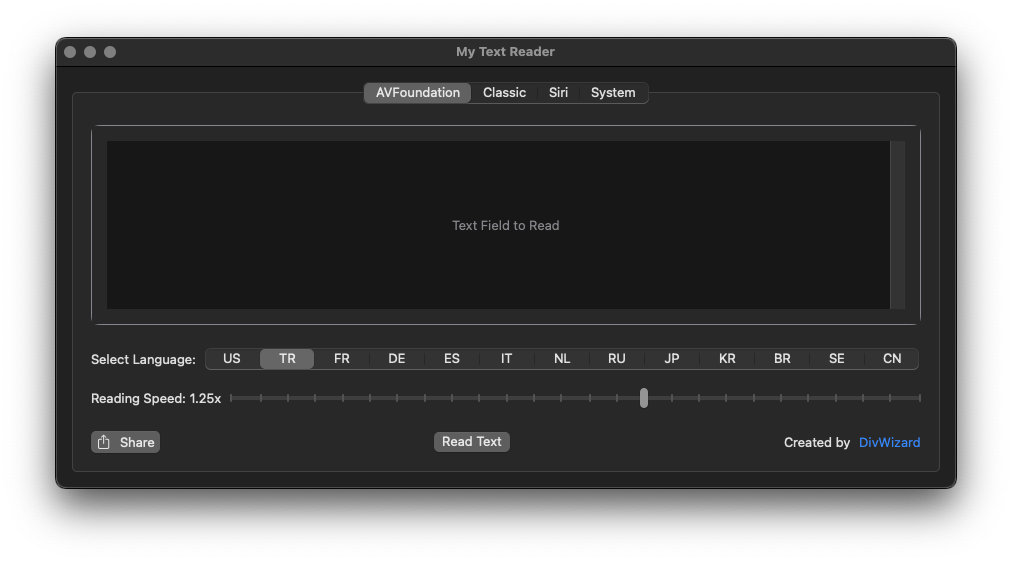 My Text Reader
AVFoundation Classic Siri System
Text Field to Read
Select Language: US TR FR DE ES IT NL RU JP KR BR SE CN
Reading Speed: 1.25x
Share Read Text Created by DivWizard